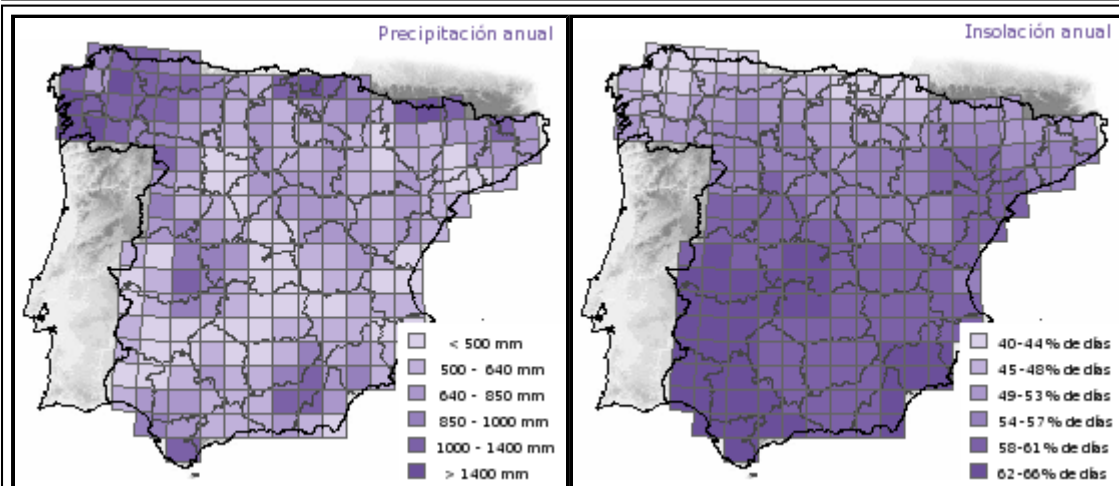 Precipitación anual
< 500 mm
500 - 640 mm
640 - 850 mm
850 - 1000 mm
1000 - 1400 mm
> 1400 mm
Insolación anual
40-44% de días
45-48% de días
49-53% de días
54-57% de días
58-61% de días
62-66% de días